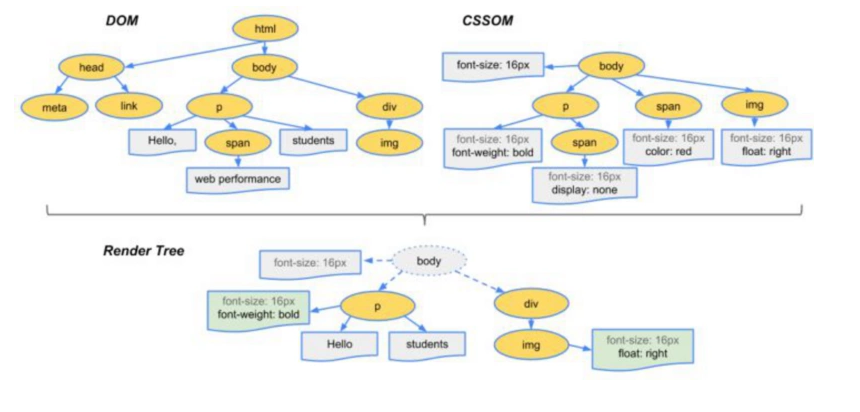 DOM
CSSOM
html
head
body
meta
link
p
div
Hello,
span
students
img
web performance
font-size: 16px
body
p
span
img
font-size: 16px
font-weight: bold
span
font-size: 16px
color: red
font-size: 16px
float: right
font-size: 16px
display: none
Render Tree
font-size: 16px
body
font-size: 16px
font-weight: bold
p
div
Hello
students
img
font-size: 16px
float: right